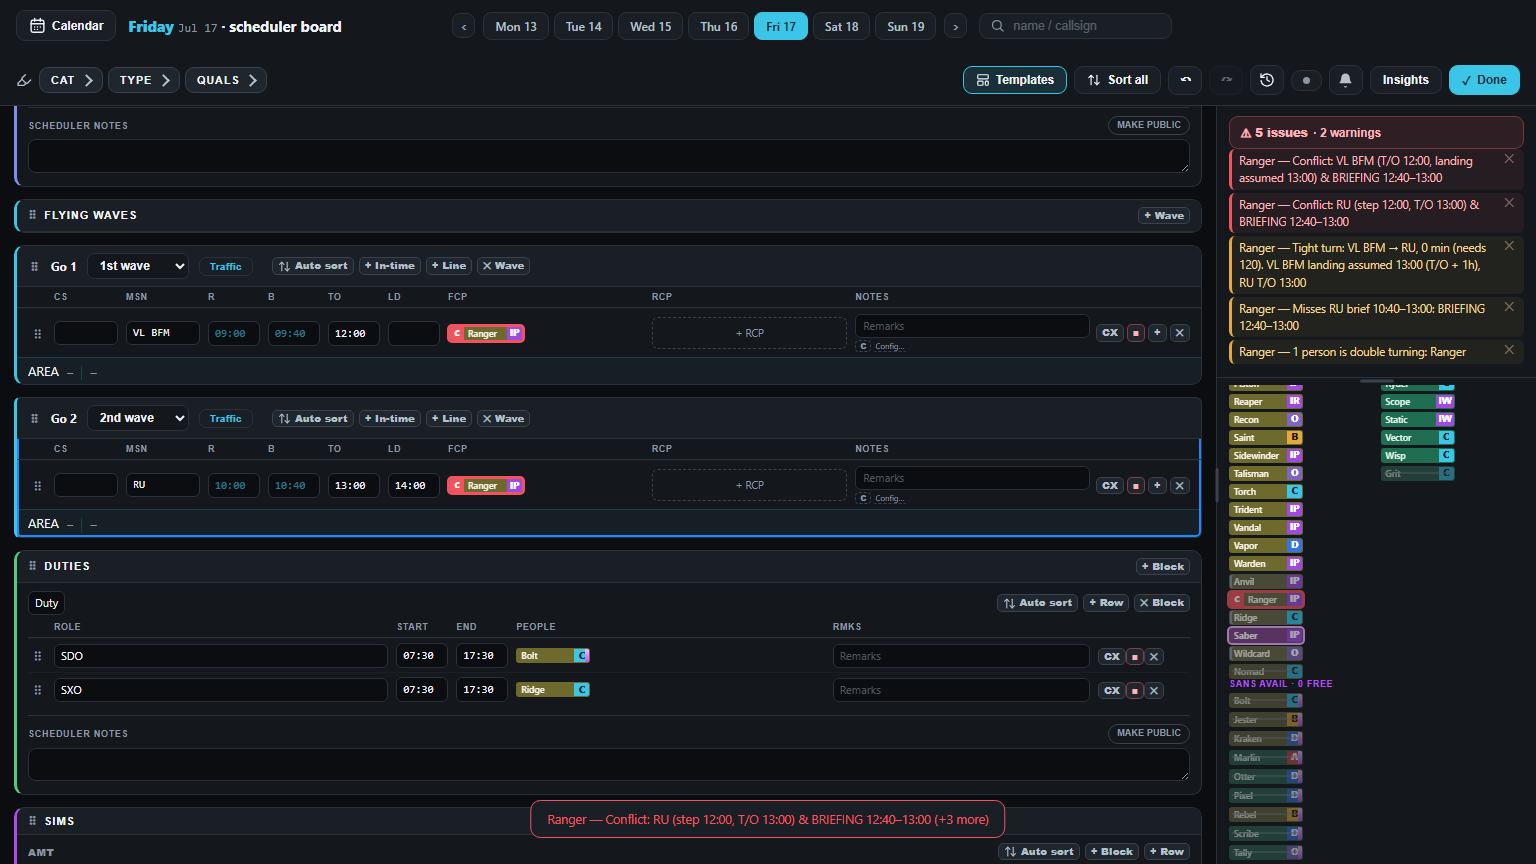 Calendar
Friday Jul 17 · scheduler board
‹ Mon 13 Tue 14 Wed 15 Thu 16 Fri 17 Sat 18 Sun 19 ›
name / callsign
CAT TYPE QUALS
Templates Sort all Insights ✓ Done
SCHEDULER NOTES MAKE PUBLIC
FLYING WAVES + Wave
Go 1 1st wave Traffic Auto sort + In-time + Line × Wave
CS MSN R B TO LD FCP RCP NOTES
VL BFM 09:00 09:40 12:00 C Ranger IP + RCP Remarks CX ■ + ×
C Config...
AREA – –
Go 2 2nd wave Traffic Auto sort + In-time + Line × Wave
CS MSN R B TO LD FCP RCP NOTES
RU 10:00 10:40 13:00 14:00 C Ranger IP + RCP Remarks CX ■ + ×
C Config...
AREA – –
DUTIES + Block
Duty Auto sort + Row × Block
ROLE START END PEOPLE RMKS
SDO 07:30 17:30 Bolt C Remarks CX ■ ×
SXO 07:30 17:30 Ridge C Remarks CX ■ ×
SCHEDULER NOTES MAKE PUBLIC
SIMS
AMT Auto sort + Block + Row
Ranger — Conflict: RU (step 12:00, T/O 13:00) & BRIEFING 12:40–13:00 (+3 more)
⚠ 5 issues · 2 warnings
Ranger — Conflict: VL BFM (T/O 12:00, landing
assumed 13:00) & BRIEFING 12:40–13:00
Ranger — Conflict: RU (step 12:00, T/O 13:00) &
BRIEFING 12:40–13:00
Ranger — Tight turn: VL BFM → RU, 0 min (needs
120). VL BFM landing assumed 13:00 (T/O + 1h),
RU T/O 13:00
Ranger — Misses RU brief 10:40–13:00: BRIEFING
12:40–13:00
Ranger — 1 person is double turning: Ranger
Reaper IR
Recon O
Saint B
Sidewinder IP
Talisman O
Torch C
Trident IP
Vandal IP
Vapor D
Warden IP
Anvil IP
C Ranger IP
Ridge C
Saber IP
Wildcard O
Nomad C
SANS AVAIL · 0 FREE
Bolt C
Jester B
Kraken D
Marlin A
Otter D
Pixel D
Rebel B
Scribe D
Tally O
Scope IW
Static IW
Vector C
Wisp C
Grit C